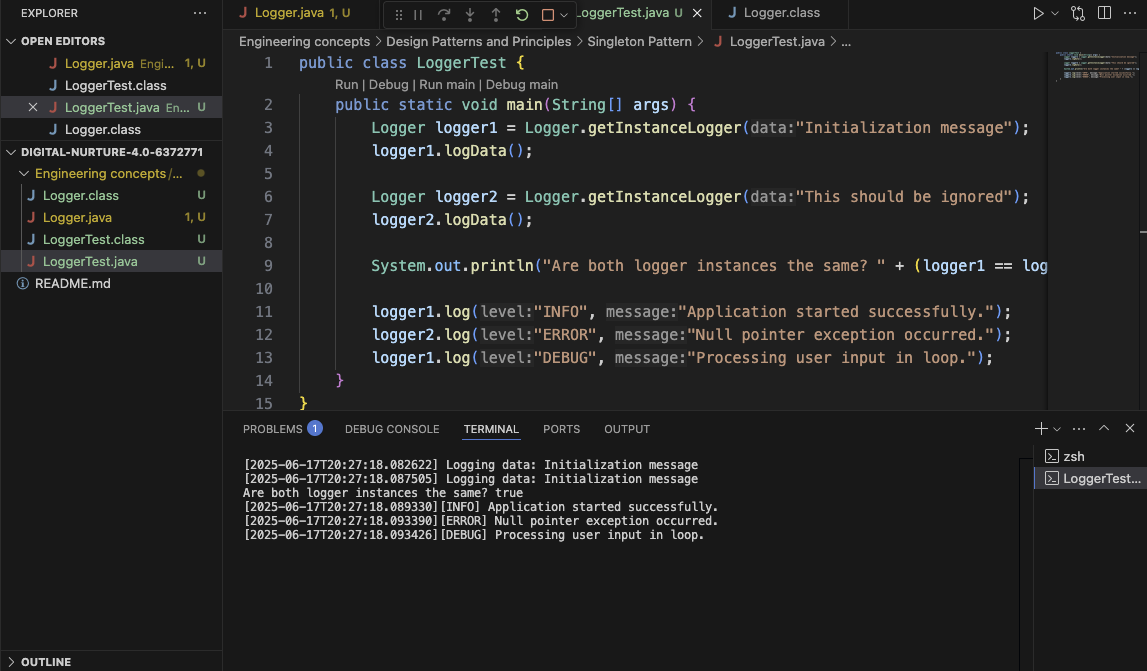 EXPLORER
OPEN EDITORS
Logger.java Engi... 1, U
LoggerTest.class
LoggerTest.java En... U
Logger.class
DIGITAL-NURTURE-4.0-6372771
Engineering concepts/...
Logger.class U
Logger.java 1, U
LoggerTest.class U
LoggerTest.java U
README.md
OUTLINE
Logger.java 1, U
LoggerTest.java U
Logger.class
Engineering concepts > Design Patterns and Principles > Singleton Pattern > LoggerTest.java > ...
1 public class LoggerTest {
Run | Debug | Run main | Debug main
2 public static void main(String[] args) {
3 Logger logger1 = Logger.getInstanceLogger(data:"Initialization message");
4 logger1.logData();
5
6 Logger logger2 = Logger.getInstanceLogger(data:"This should be ignored");
7 logger2.logData();
8
9 System.out.println("Are both logger instances the same? " + (logger1 == log
10
11 logger1.log(level:"INFO", message:"Application started successfully.");
12 logger2.log(level:"ERROR", message:"Null pointer exception occurred.");
13 logger1.log(level:"DEBUG", message:"Processing user input in loop.");
14 }
15 }
PROBLEMS 1 DEBUG CONSOLE TERMINAL PORTS OUTPUT
[2025-06-17T20:27:18.082622] Logging data: Initialization message
[2025-06-17T20:27:18.087505] Logging data: Initialization message
Are both logger instances the same? true
[2025-06-17T20:27:18.089330][INFO] Application started successfully.
[2025-06-17T20:27:18.093390][ERROR] Null pointer exception occurred.
[2025-06-17T20:27:18.093426][DEBUG] Processing user input in loop.
zsh
LoggerTest...